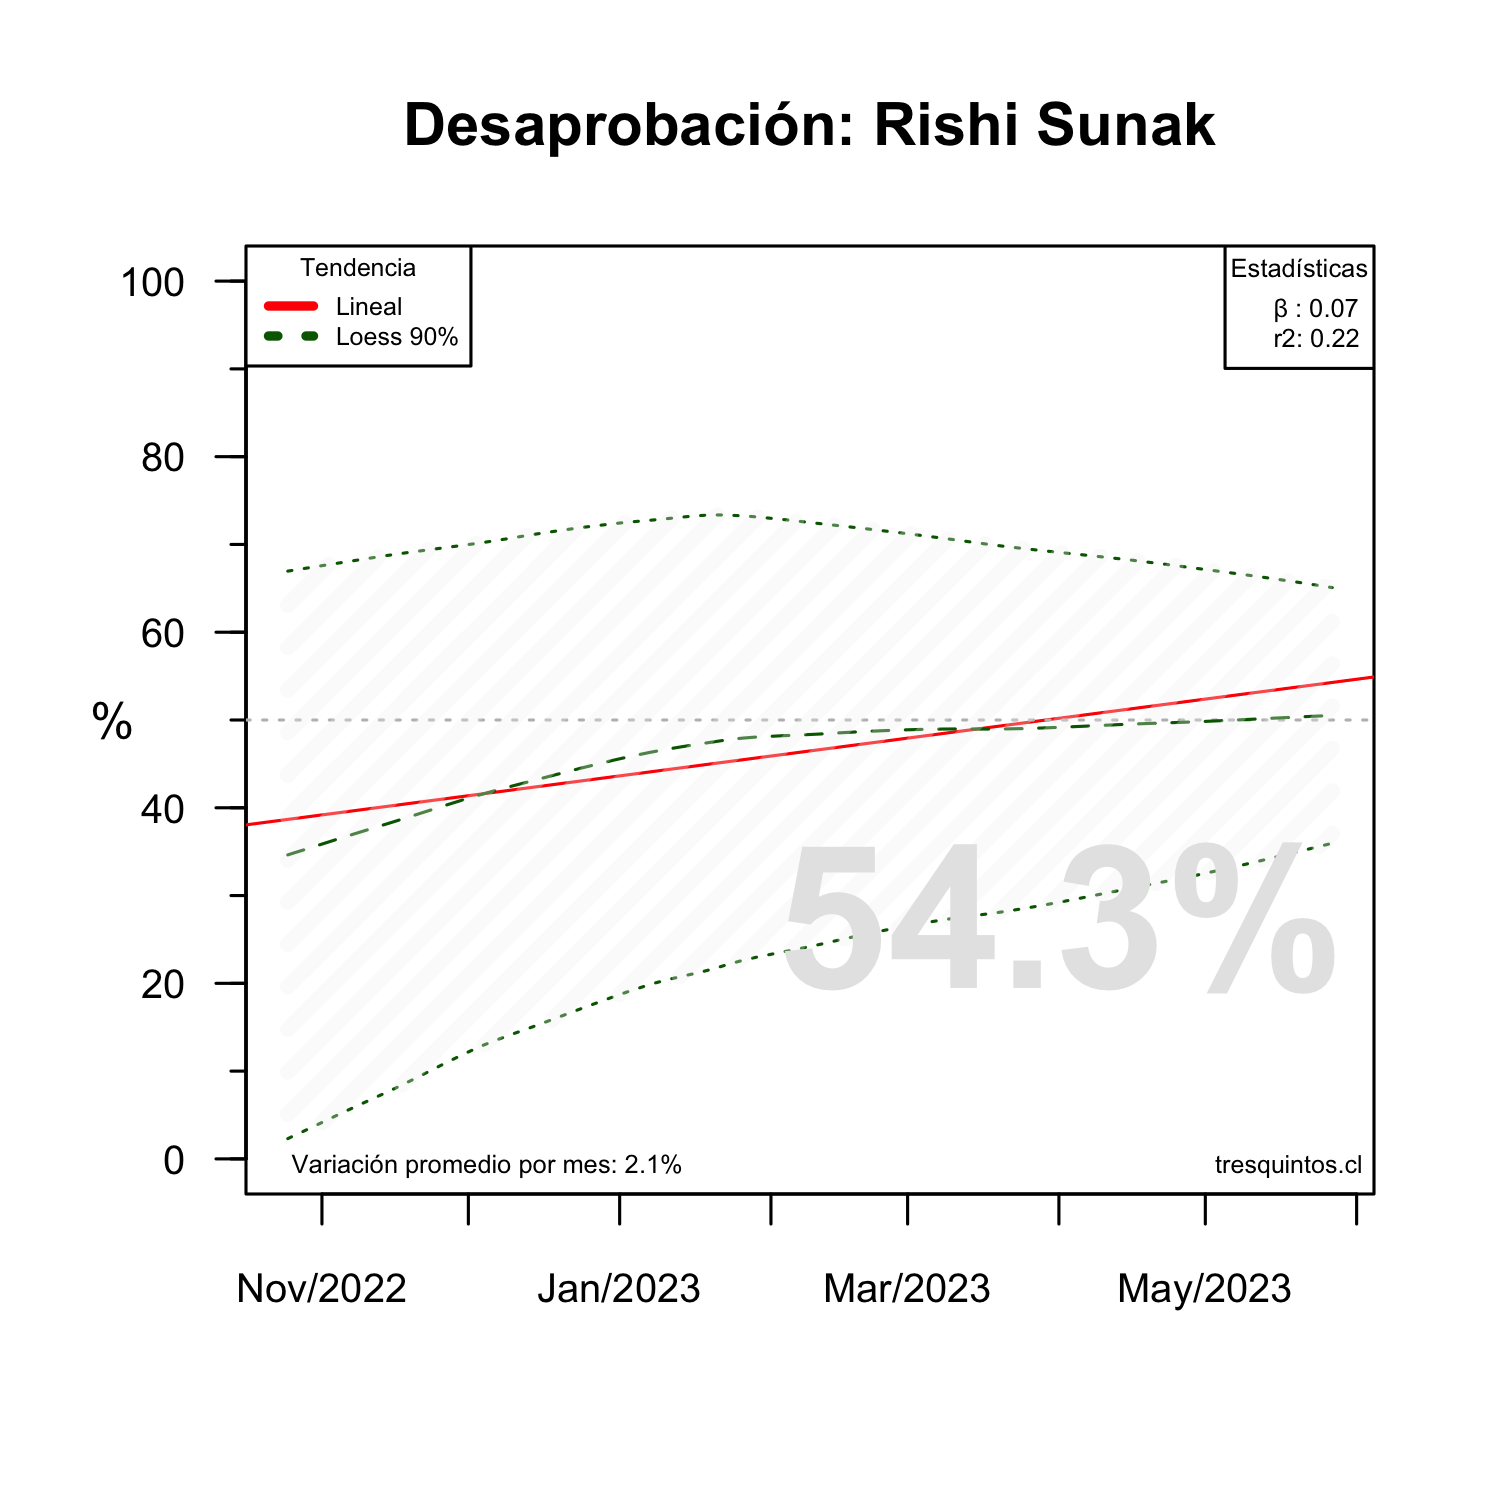 Desaprobación: Rishi Sunak
Tendencia
Lineal
Loess 90%
Estadísticas
β : 0.07
r2: 0.22
100
80
60
40
20
0
%
54.3%
Variación promedio por mes: 2.1%
tresquintos.cl
Nov/2022
Jan/2023
Mar/2023
May/2023